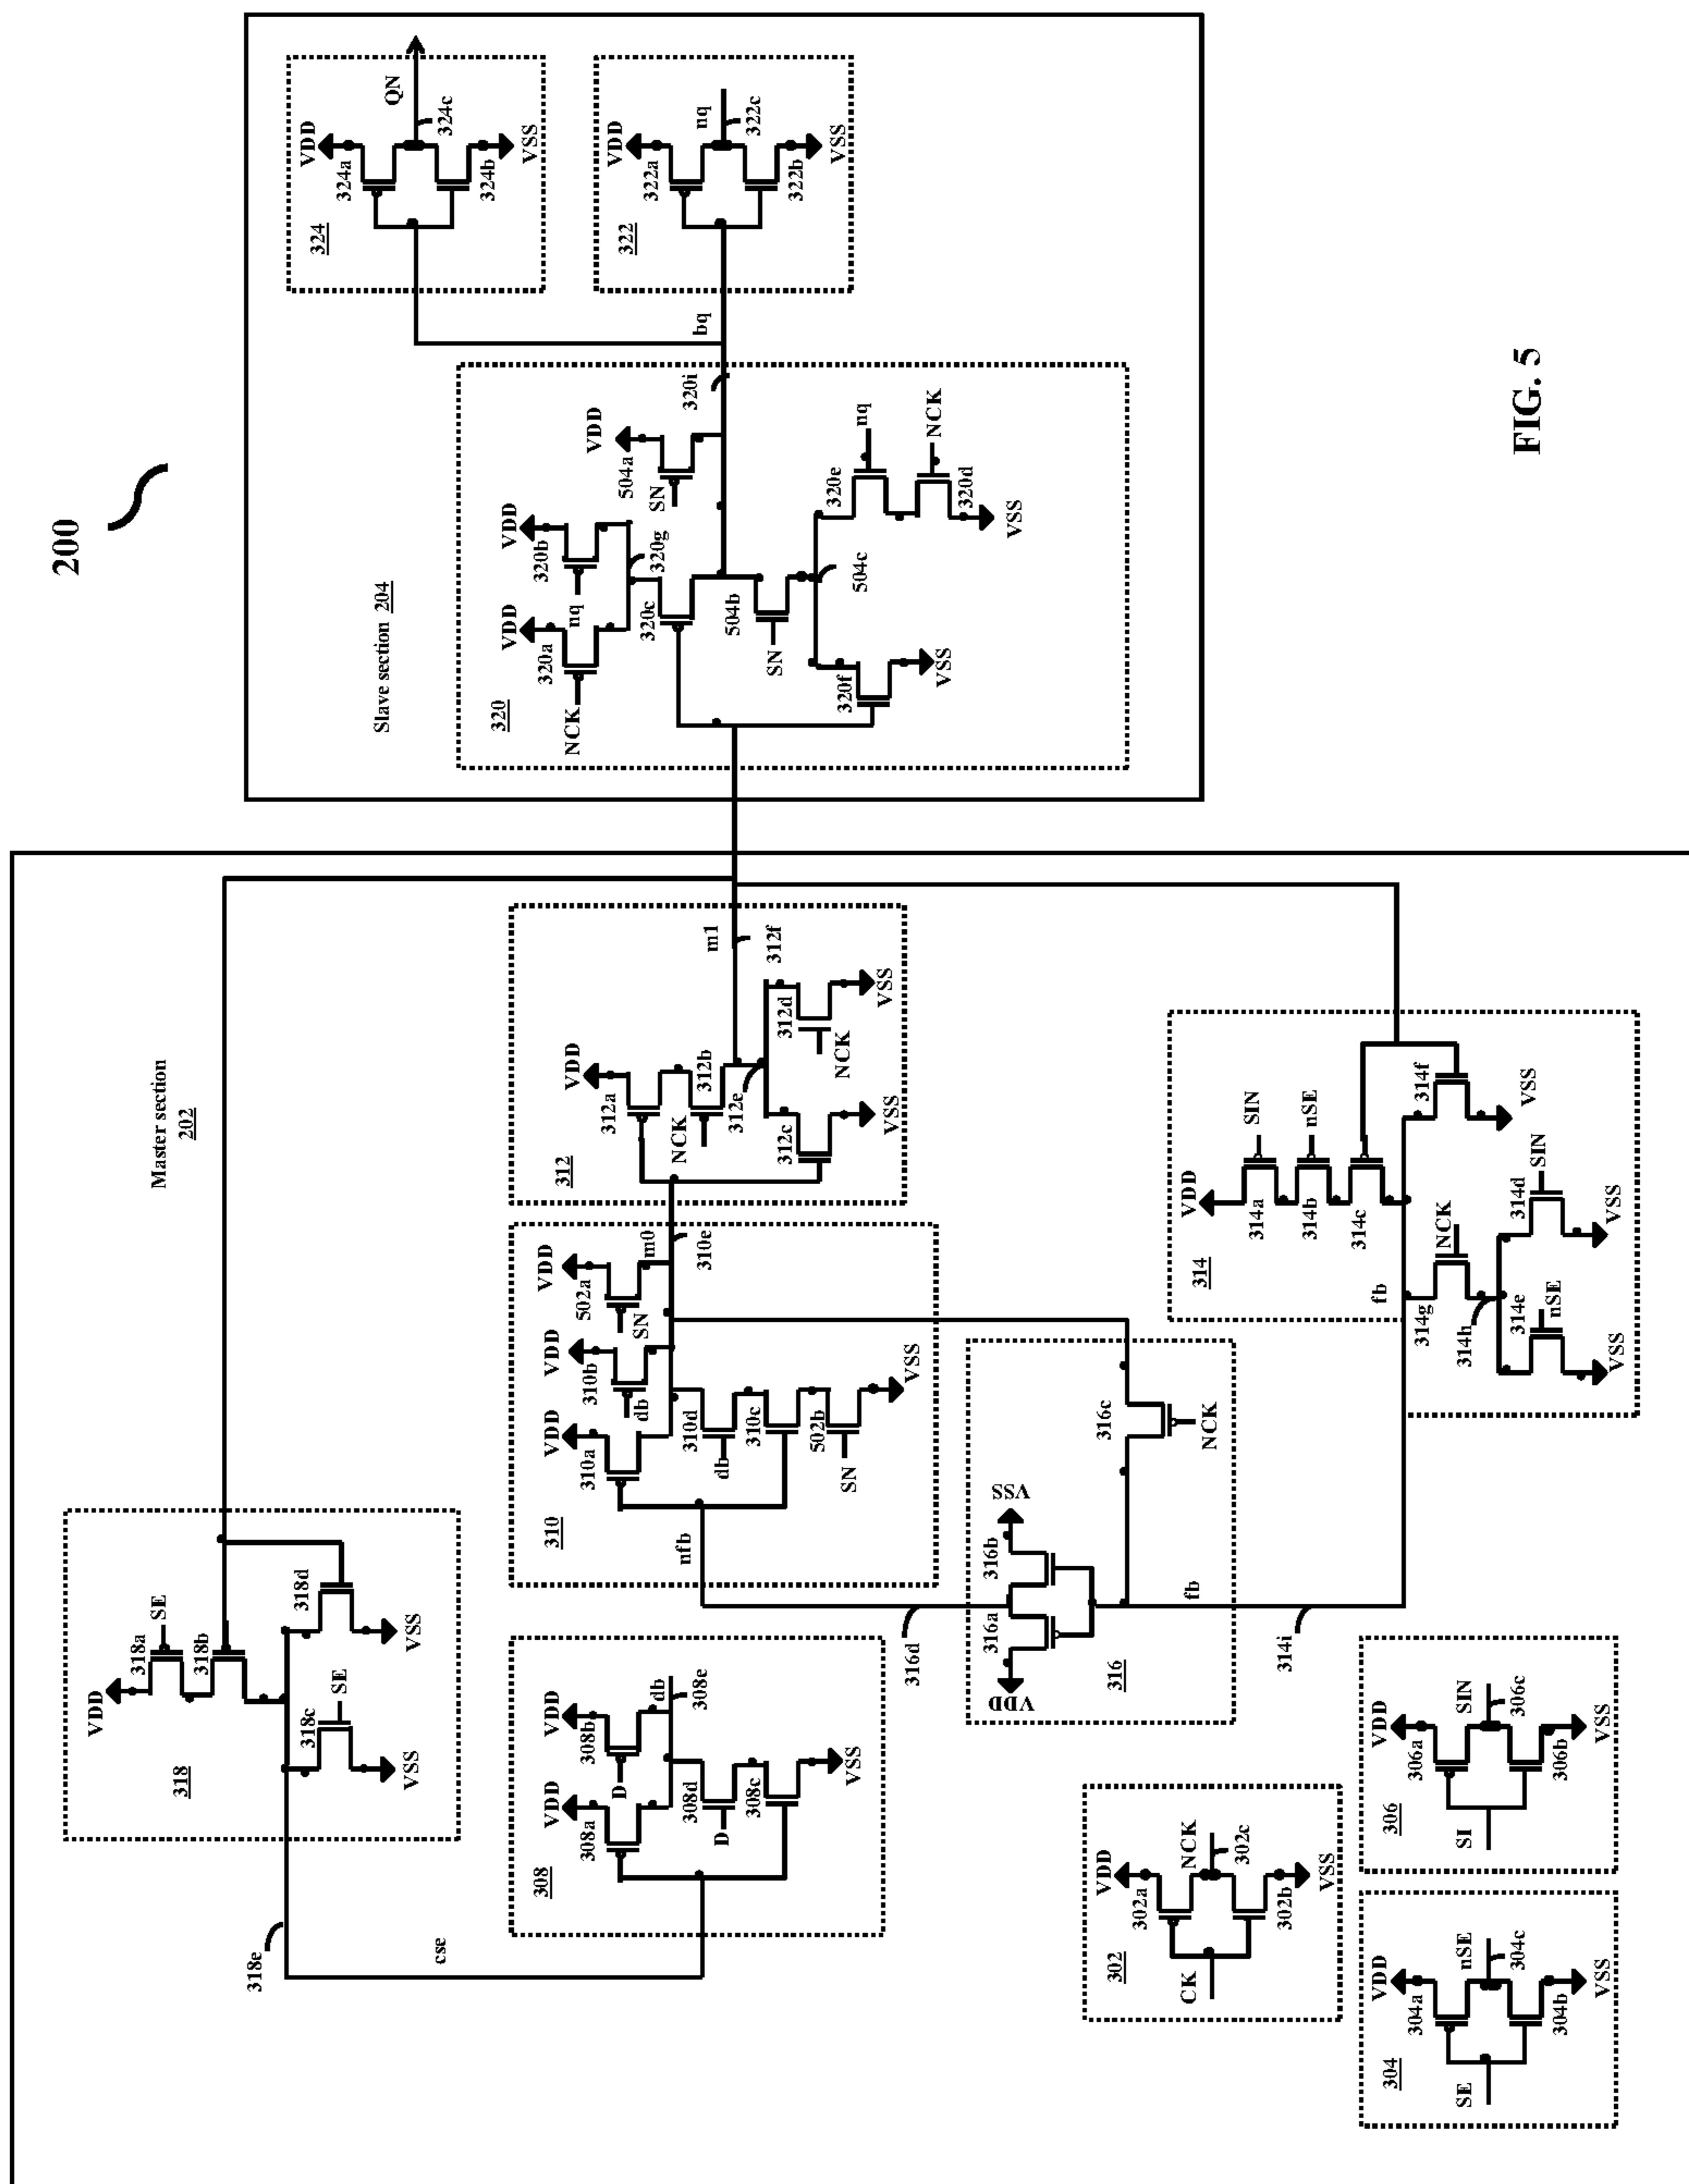 200
Master section
202
Slave section 204
318
VDD
318a
SE
318b
318c
SE
318d
VSS
VSS
318e
cse
308
VDD
308a
VDD
308b
D
db
308e
308d
D
308c
VSS
310
VDD
310a
VDD
310b
db
VDD
502a
SN
m0
310e
310d
db
310c
502b
SN
VSS
nfb
312
VDD
312a
NCK
312b
312e
312c
312d
NCK
VSS
VSS
m1
312f
316
VDD
316a
316b
VSS
316c
NCK
316d
fb
314i
314
VDD
SIN
314a
nSE
314b
314c
314f
VSS
fb
314g
NCK
314h
314e
nSE
314d
SIN
VSS
VSS
302
CK
VDD
302a
NCK
302c
302b
VSS
304
SE
VDD
304a
nSE
304c
304b
VSS
306
SI
VDD
306a
SIN
306c
306b
VSS
320
NCK
VDD
320a
nq
VDD
320b
320g
320c
VDD
504a
SN
320i
bq
504b
SN
504c
320f
VSS
320e
nq
NCK
320d
VSS
324
VDD
324a
QN
324c
324b
VSS
322
VDD
322a
nq
322c
322b
VSS
FIG. 5